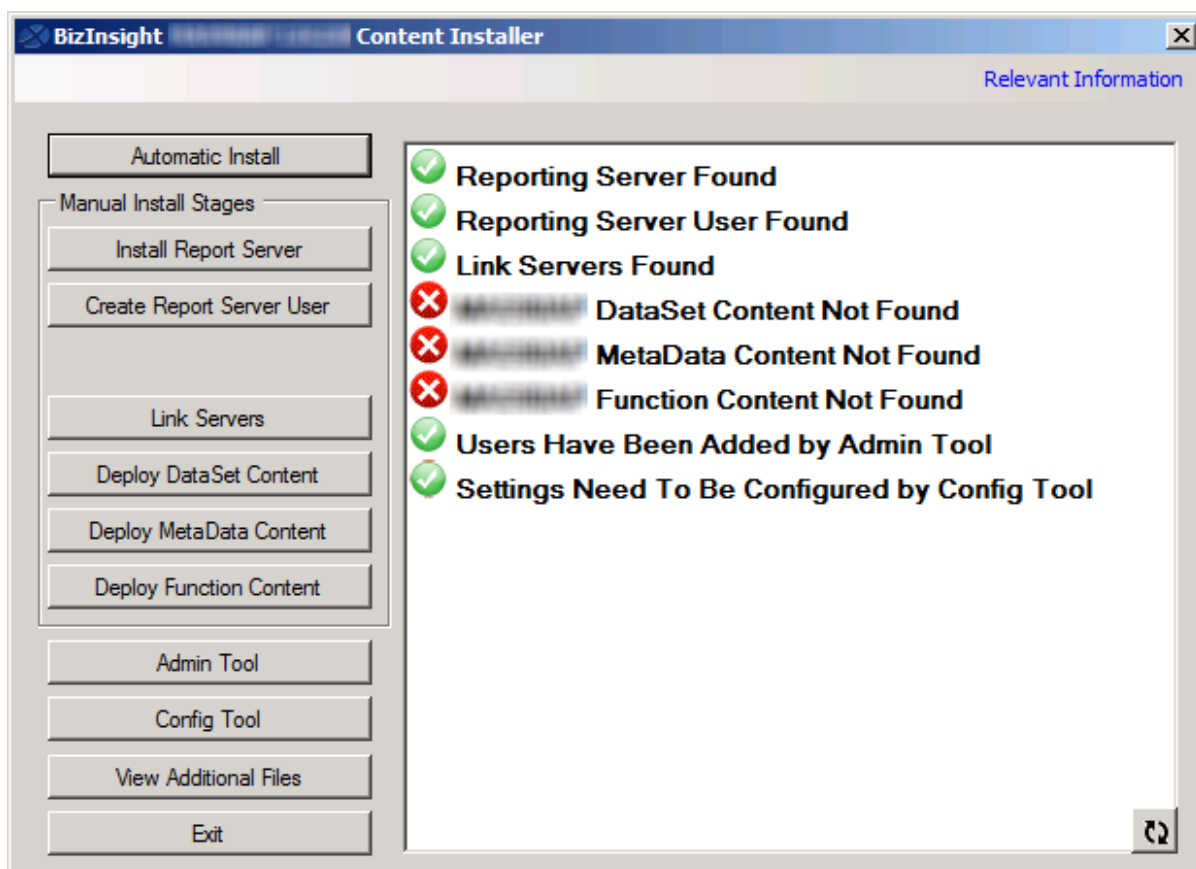 BizInsight Content Installer
Relevant Information
Automatic Install
Manual Install Stages
Install Report Server
Create Report Server User
Link Servers
Deploy DataSet Content
Deploy MetaData Content
Deploy Function Content
Admin Tool
Config Tool
View Additional Files
Exit
Reporting Server Found
Reporting Server User Found
Link Servers Found
DataSet Content Not Found
MetaData Content Not Found
Function Content Not Found
Users Have Been Added by Admin Tool
Settings Need To Be Configured by Config Tool